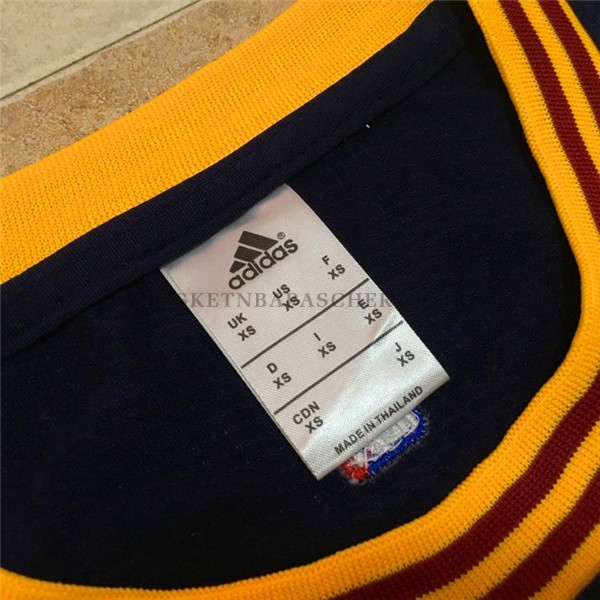 adidas®
UK US F
XS XS XS
D I E
XS XS XS
CDN J
XS XS
MADE IN THAILAND